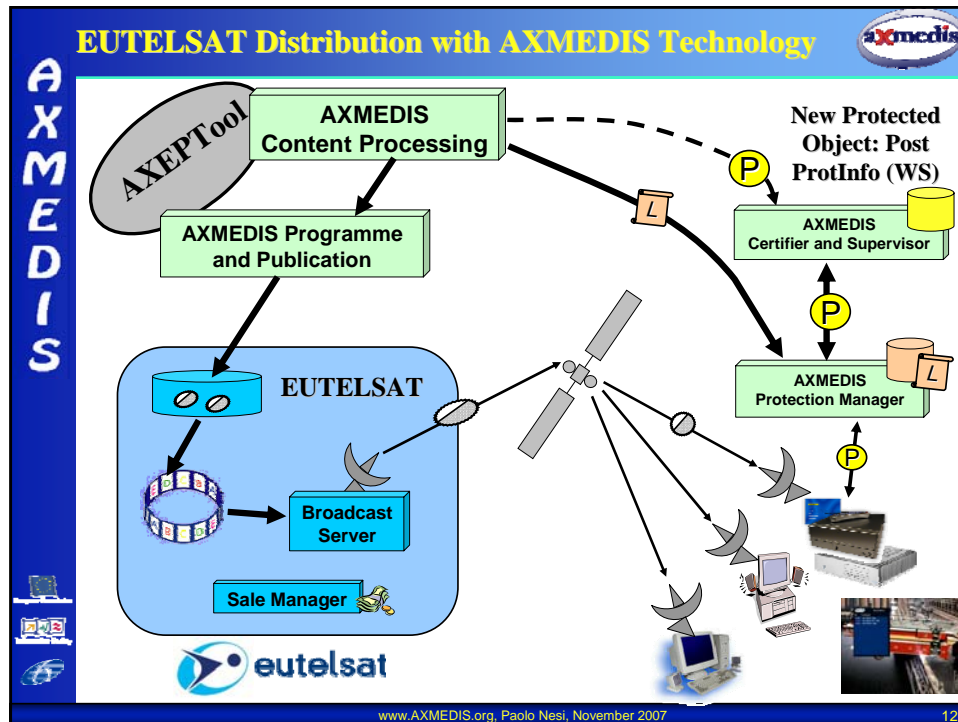 EUTELSAT Distribution with AXMEDIS Technology
axmedis
AXMEDIS
AXEPTool
AXMEDIS
Content Processing
New Protected
Object: Post
ProtInfo (WS)
P
L
AXMEDIS
Certifier and Supervisor
AXMEDIS Programme
and Publication
P
EUTELSAT
AXMEDIS
Protection Manager
L
P
Broadcast
Server
Sale Manager
eutelsat
www.AXMEDIS.org, Paolo Nesi, November 2007
12